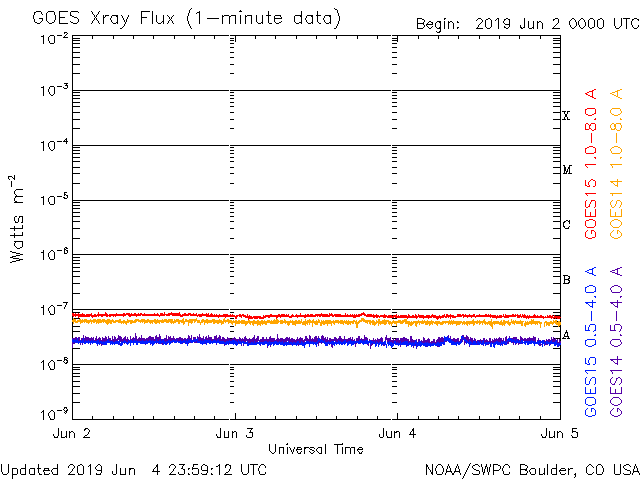 GOES Xray Flux (1-minute data)
Begin: 2019 Jun 2 0000 UTC
10⁻²
10⁻³
10⁻⁴
10⁻⁵
10⁻⁶
10⁻⁷
10⁻⁸
10⁻⁹
Watts m⁻²
X
M
C
B
A
GOES15 1.0-8.0 A
GOES14 1.0-8.0 A
GOES15 0.5-4.0 A
GOES14 0.5-4.0 A
Jun 2 Jun 3 Jun 4 Jun 5
Universal Time
Updated 2019 Jun 4 23:59:12 UTC
NOAA/SWPC Boulder, CO USA